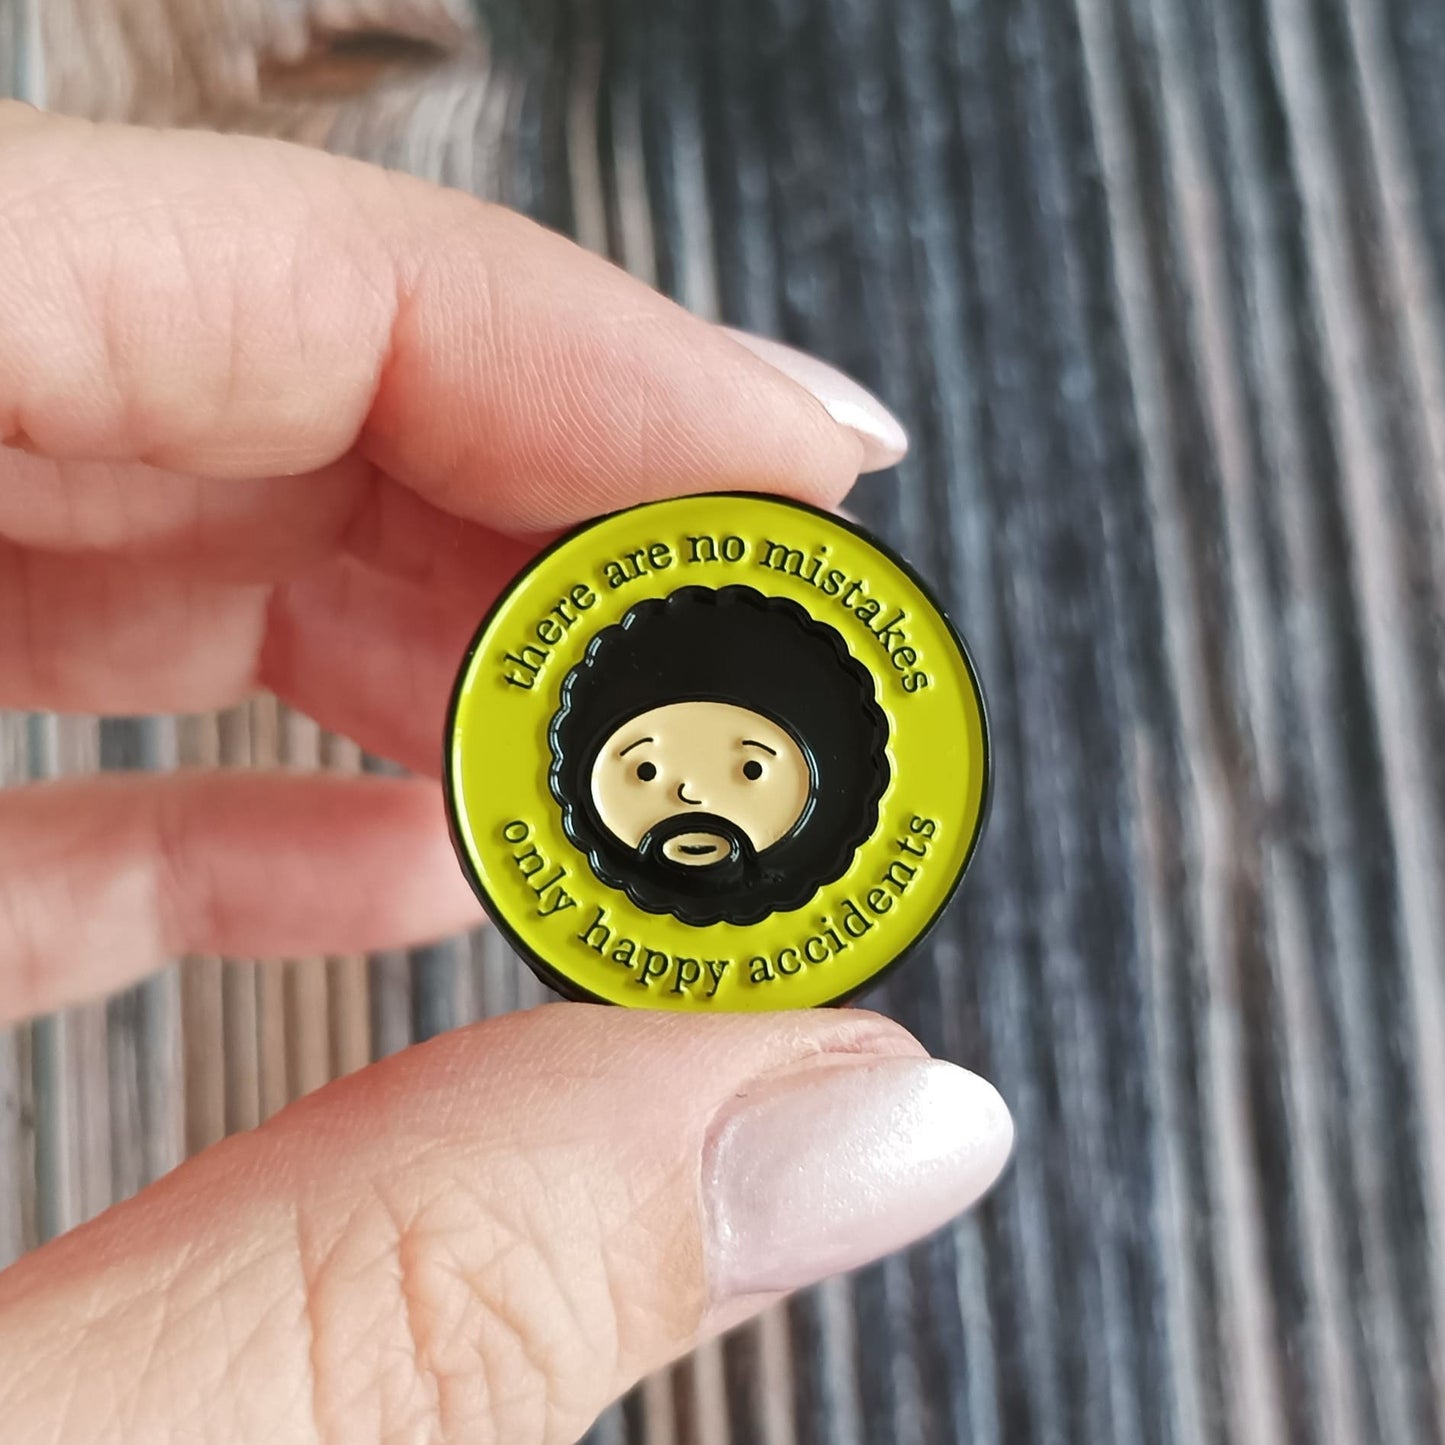 there are no mistakes
only happy accidents